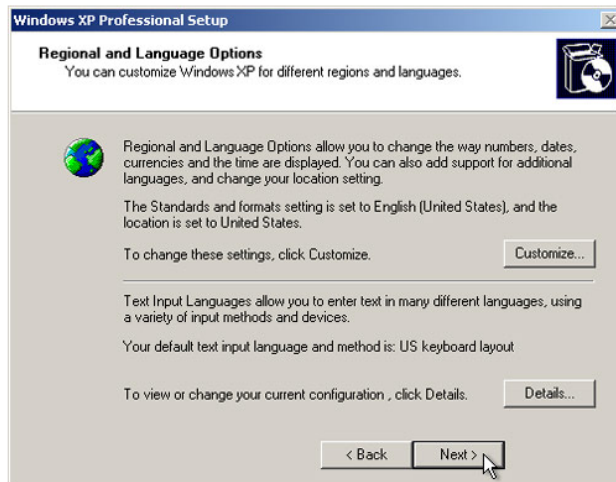 Windows XP Professional Setup
Regional and Language Options
You can customize Windows XP for different regions and languages.
Regional and Language Options allow you to change the way numbers, dates,
currencies and the time are displayed. You can also add support for additional
languages, and change your location setting.
The Standards and formats setting is set to English (United States), and the
location is set to United States.
To change these settings, click Customize.
Customize...
Text Input Languages allow you to enter text in many different languages, using
a variety of input methods and devices.
Your default text input language and method is: US keyboard layout
To view or change your current configuration , click Details.
Details...
< Back
Next >